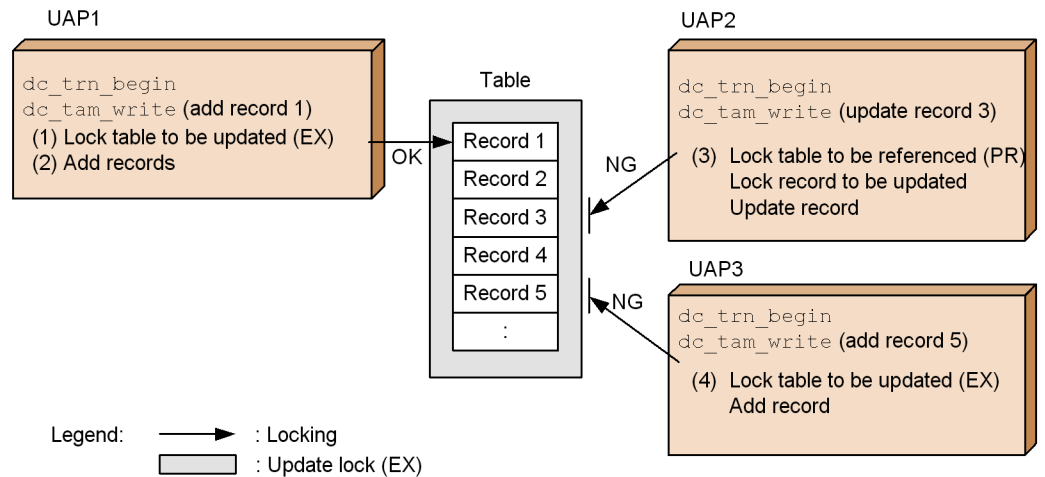 UAP1
dc_trn_begin
dc_tam_write (add record 1)
(1) Lock table to be updated (EX)
(2) Add records
OK
Table
Record 1
Record 2
Record 3
Record 4
Record 5
:
UAP2
dc_trn_begin
dc_tam_write (update record 3)
(3) Lock table to be referenced (PR)
Lock record to be updated
Update record
NG
UAP3
dc_trn_begin
dc_tam_write (add record 5)
(4) Lock table to be updated (EX)
Add record
NG
Legend:
: Locking
: Update lock (EX)